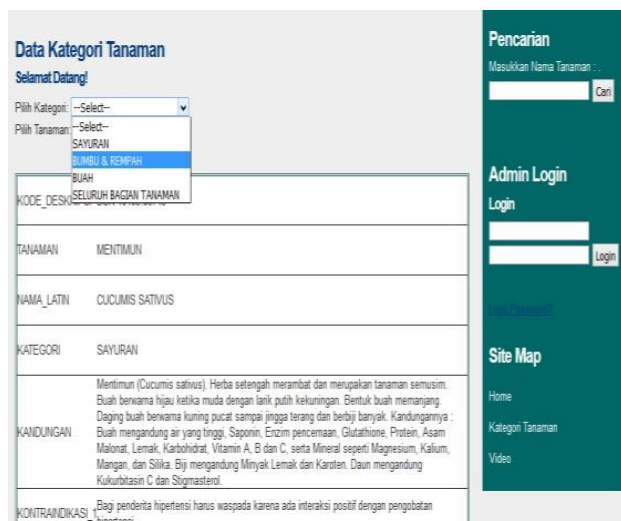 Data Kategori Tanaman
Selamat Datang!
Pilih Kategori: --Select--
Pilih Tanaman:
--Select--
SAYURAN
BUMBU & REMPAH
BUAH
SELURUH BAGIAN TANAMAN
TANAMAN MENTIMUN
NAMA_LATIN CUCUMIS SATIVUS
KATEGORI SAYURAN
KANDUNGAN
Mentimun (Cucumis sativus). Herba setengah merambat dan merupakan tanaman semusim.
Buah berwarna hijau ketika muda dengan larik putih kekuningan. Bentuk buah memanjang.
Daging buah berwarna kuning pucat sampai jingga terang dan berbiji banyak. Kandungannya :
Buah mengandung air yang tinggi, Saponin, Enzim pencernaan, Glutathione, Protein, Asam
Malonat, Lemak, Karbohidrat, Vitamin A, B dan C, serta Mineral seperti Magnesium, Kalium,
Mangan, dan Silika. Biji mengandung Minyak Lemak dan Karoten. Daun mengandung
Kukurbitasin C dan Stigmasterol.
KONTRAINDIKASI_1
Bagi penderita hipertensi harus waspada karena ada interaksi positif dengan pengobatan
Pencarian
Masukkan Nama Tanaman : .
Cari
Admin Login
Login
Login
Lupa Password?
Site Map
Home
Kategori Tanaman
Video